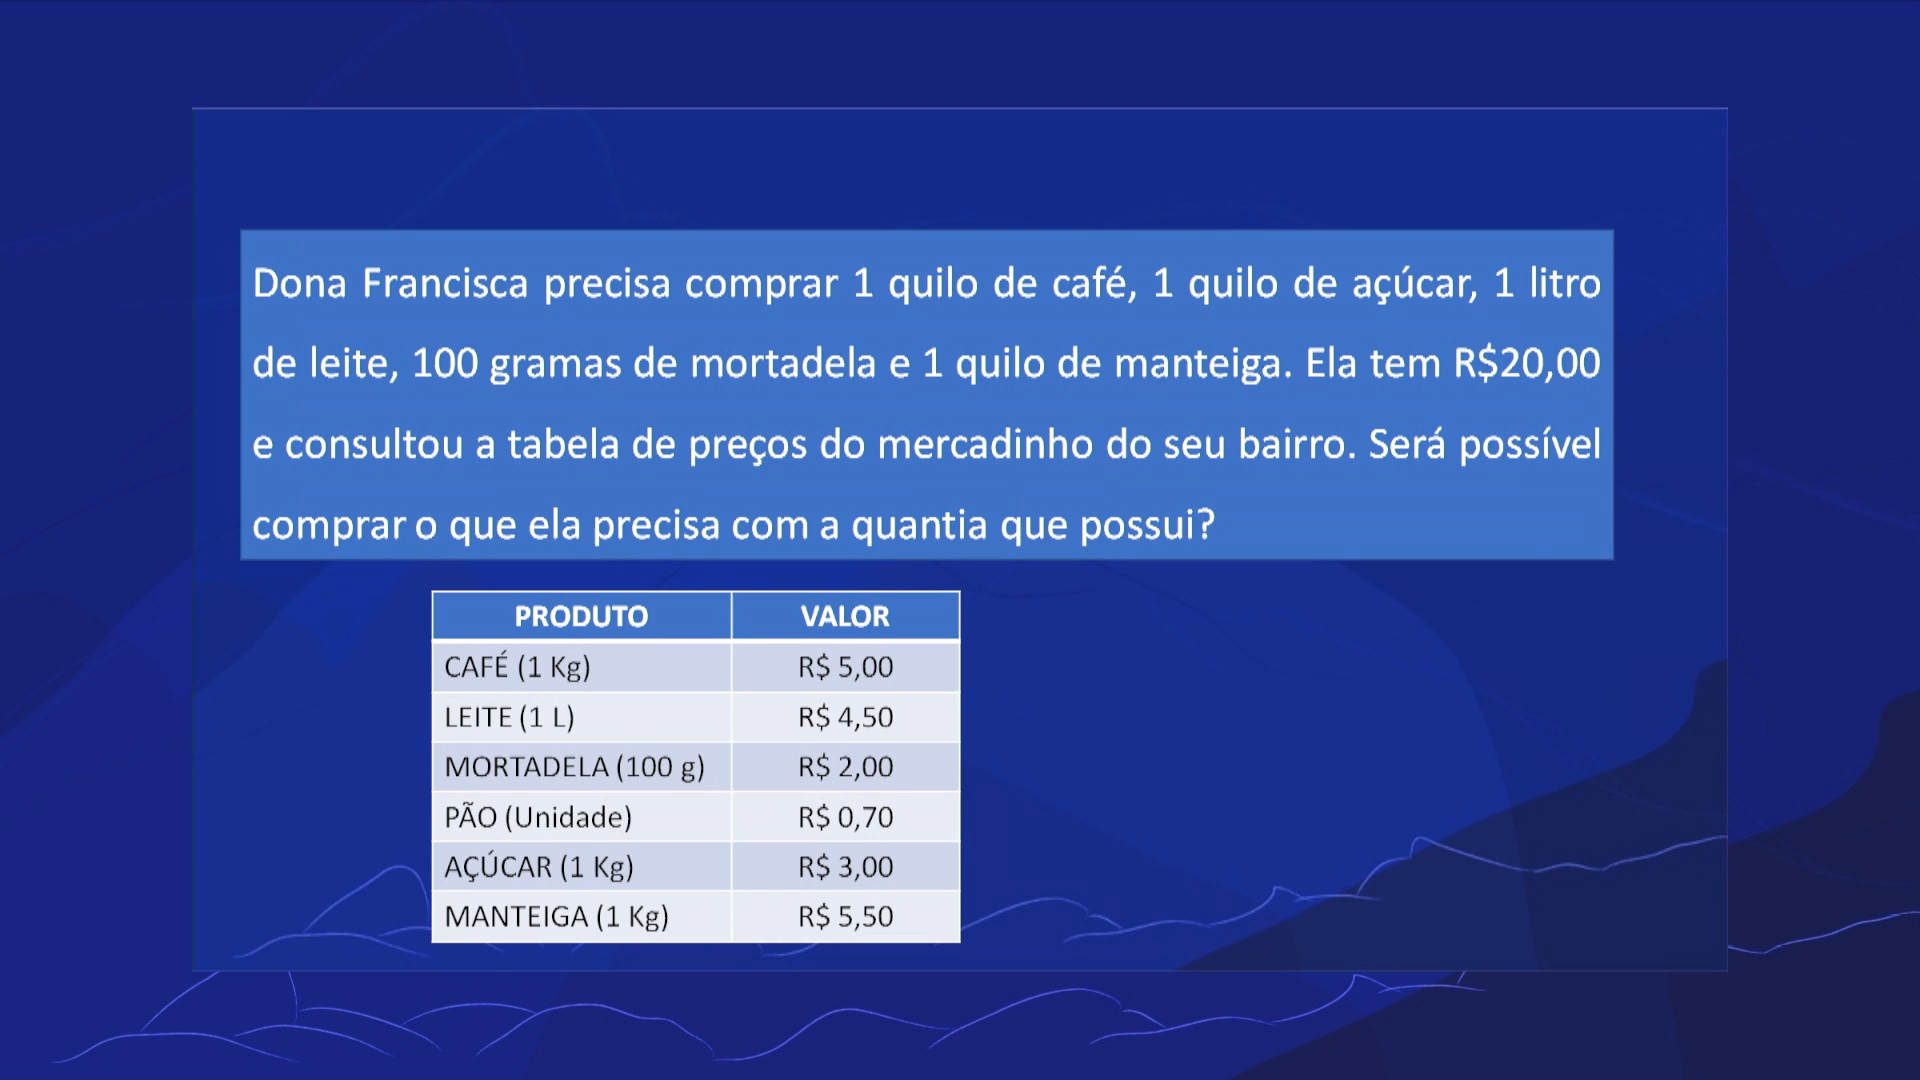 Dona Francisca precisa comprar 1 quilo de café, 1 quilo de açúcar, 1 litro
de leite, 100 gramas de mortadela e 1 quilo de manteiga. Ela tem R$20,00
e consultou a tabela de preços do mercadinho do seu bairro. Será possível
comprar o que ela precisa com a quantia que possui?
PRODUTO VALOR
CAFÉ (1 Kg) R$ 5,00
LEITE (1 L) R$ 4,50
MORTADELA (100 g) R$ 2,00
PÃO (Unidade) R$ 0,70
AÇÚCAR (1 Kg) R$ 3,00
MANTEIGA (1 Kg) R$ 5,50